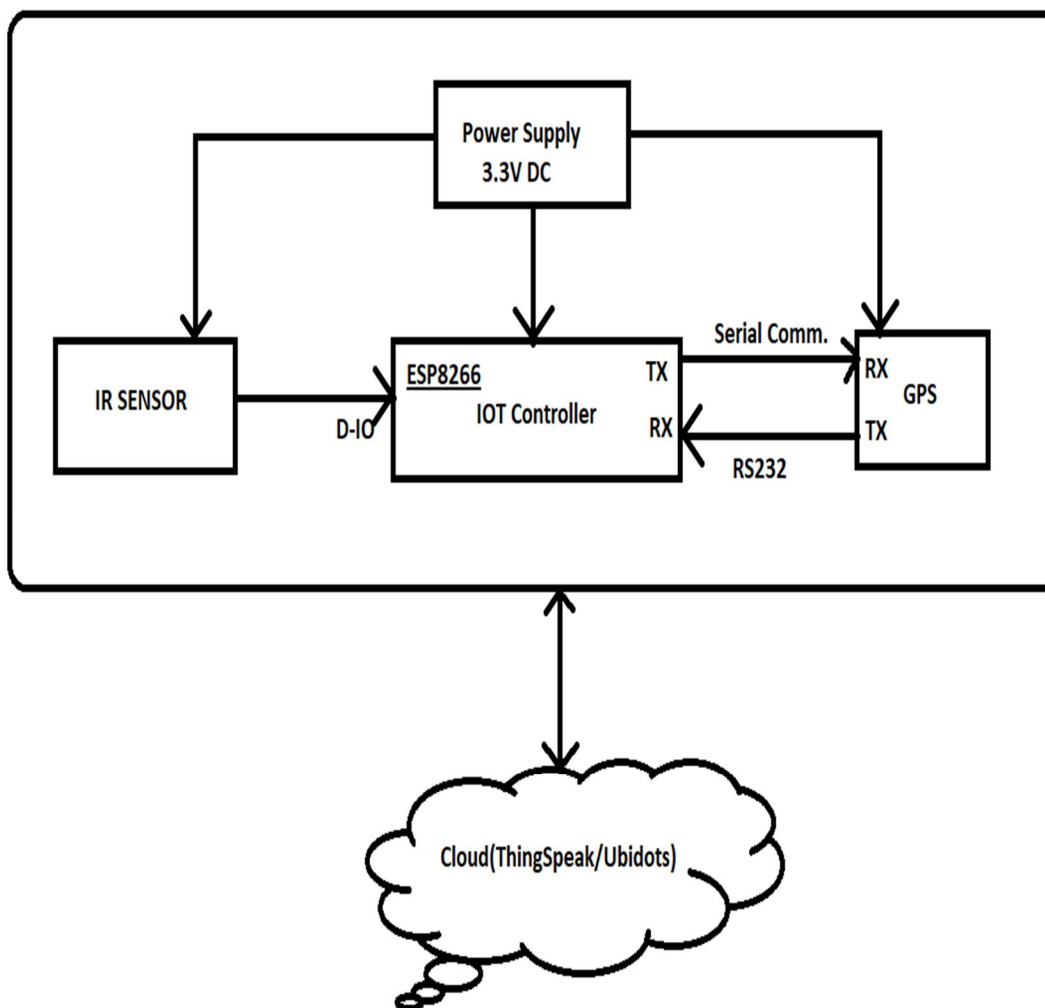 Power Supply
3.3V DC
Serial Comm.
IR SENSOR
D-IO
ESP8266
IOT Controller
TX
RX
RX
GPS
TX
RS232
Cloud(ThingSpeak/Ubidots)